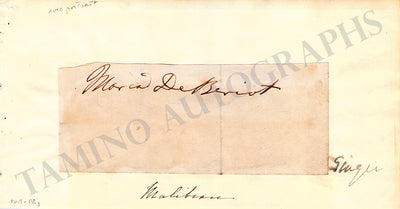 avec portrait
Maria De Beriot
Singer
Malibran
TAMINO AUTOGRAPHS